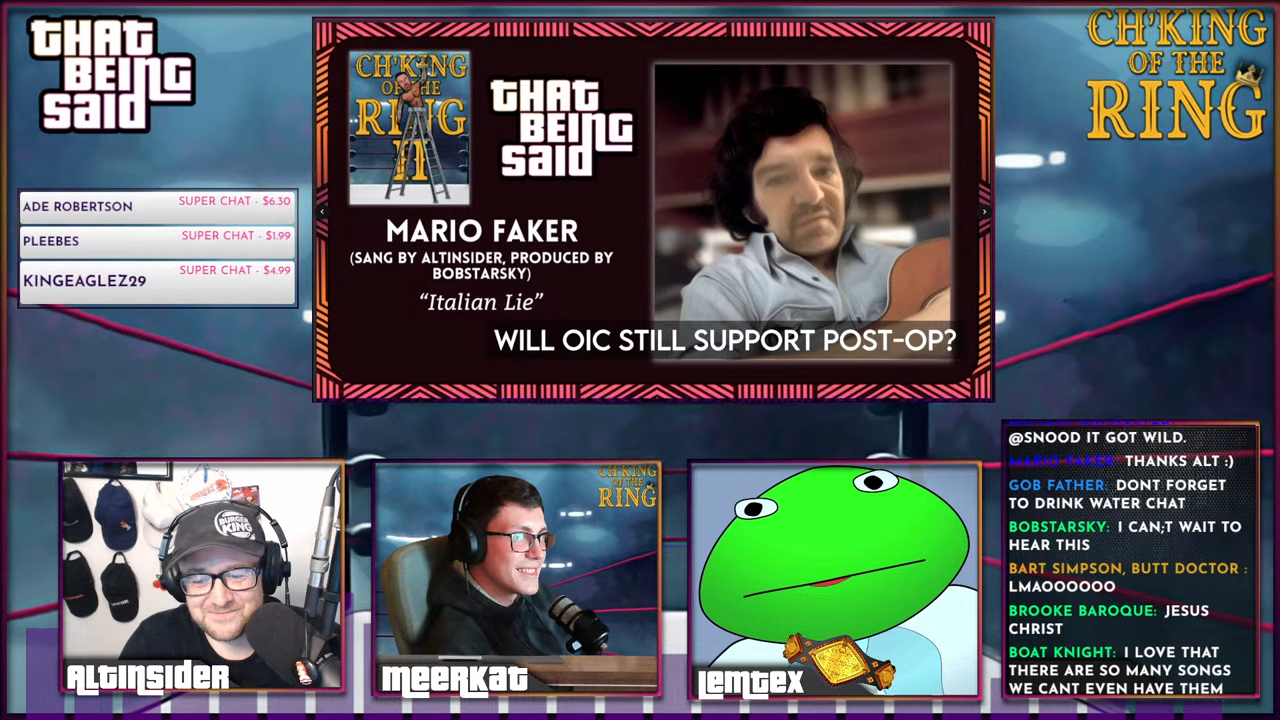 THAT
BEING
SAID
CH'KING
OF THE
RING
CH'KING
OF THE
RING
II
THAT
BEING
SAID
MARIO FAKER
(SANG BY ALTINSIDER, PRODUCED BY
BOBSTARSKY)
“Italian Lie”
WILL OIC STILL SUPPORT POST-OP?
ADE ROBERTSON SUPER CHAT - $6.30
PLEEBES SUPER CHAT - $1.99
KINGEAGLEZ29 SUPER CHAT - $4.99
BURGER
KING
ALTINSIDER
CH'KING
OF THE
RING
MEERKAT
LEMTEX
@SNOOD IT GOT WILD.
MARIO FAKER: THANKS ALT :)
GOB FATHER: DONT FORGET
TO DRINK WATER CHAT
BOBSTARSKY: I CAN;T WAIT TO
HEAR THIS
BART SIMPSON, BUTT DOCTOR :
LMAOOOOOO
BROOKE BAROQUE: JESUS
CHRIST
BOAT KNIGHT: I LOVE THAT
THERE ARE SO MANY SONGS
WE CANT EVEN HAVE THEM